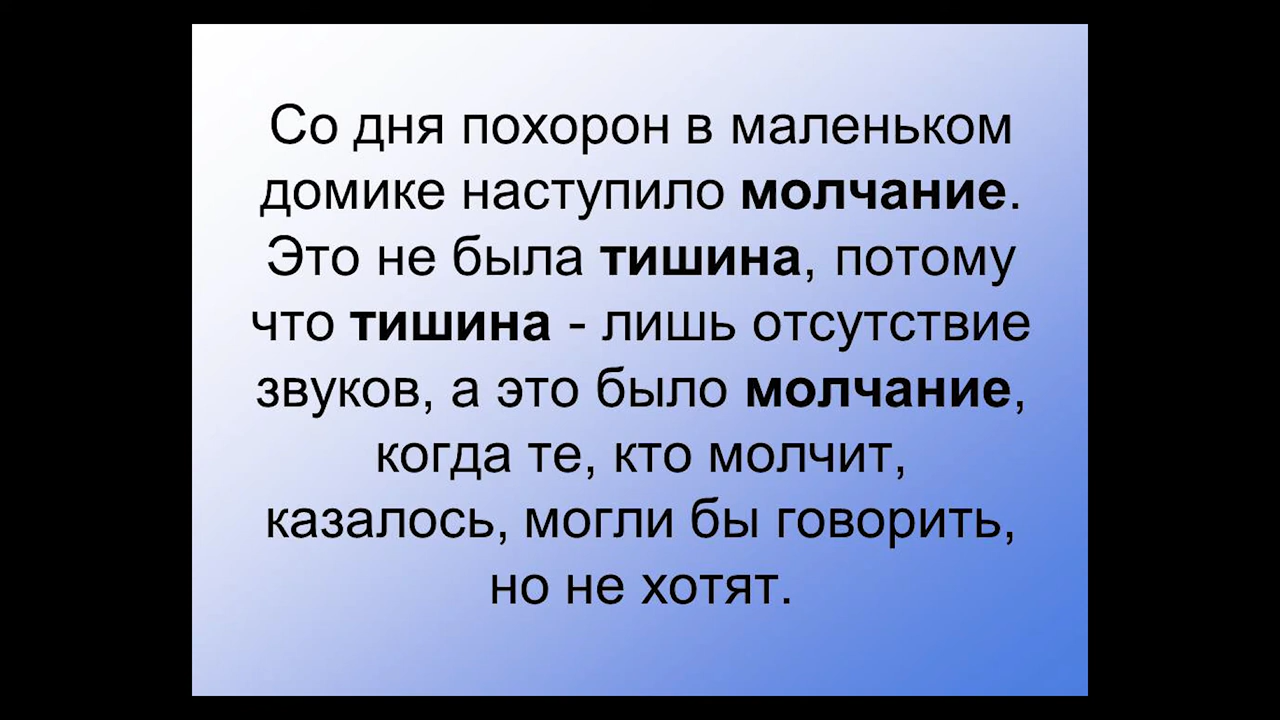 Со дня похорон в маленьком
домике наступило молчание.
Это не была тишина, потому
что тишина - лишь отсутствие
звуков, а это было молчание,
когда те, кто молчит,
казалось, могли бы говорить,
но не хотят.